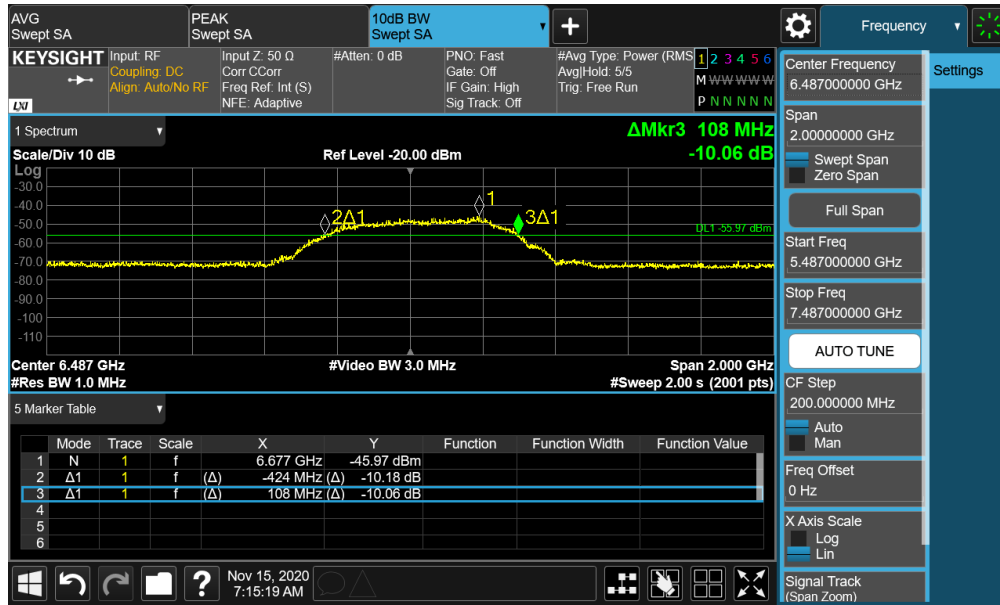 AVG
Swept SA
PEAK
Swept SA
10dB BW
Swept SA
Frequency
KEYSIGHT
LXI
Input: RF
Coupling: DC
Align: Auto/No RF
Input Z: 50 Ω
Corr CCorr
Freq Ref: Int (S)
NFE: Adaptive
#Atten: 0 dB
PNO: Fast
Gate: Off
IF Gain: High
Sig Track: Off
#Avg Type: Power (RMS
Avg|Hold: 5/5
Trig: Free Run
1 2 3 4 5 6
M W W W W W
P N N N N N
1 Spectrum
ΔMkr3 108 MHz
-10.06 dB
Scale/Div 10 dB
Ref Level -20.00 dBm
Log
-30.0
-40.0
-50.0
-60.0
-70.0
-80.0
-90.0
-100
-110
1
2Δ1
3Δ1
DL1 -55.97 dBm
Center 6.487 GHz
#Video BW 3.0 MHz
Span 2.000 GHz
#Res BW 1.0 MHz
#Sweep 2.00 s (2001 pts)
5 Marker Table
Mode Trace Scale X Y Function Function Width Function Value
1 N 1 f 6.677 GHz -45.97 dBm
2 Δ1 1 f (Δ) -424 MHz (Δ) -10.18 dB
3 Δ1 1 f (Δ) 108 MHz (Δ) -10.06 dB
4
5
6
Nov 15, 2020
7:15:19 AM
Center Frequency
6.487000000 GHz
Span
2.00000000 GHz
Swept Span
Zero Span
Full Span
Start Freq
5.487000000 GHz
Stop Freq
7.487000000 GHz
AUTO TUNE
CF Step
200.000000 MHz
Auto
Man
Freq Offset
0 Hz
X Axis Scale
Log
Lin
Signal Track
(Span Zoom)
Settings